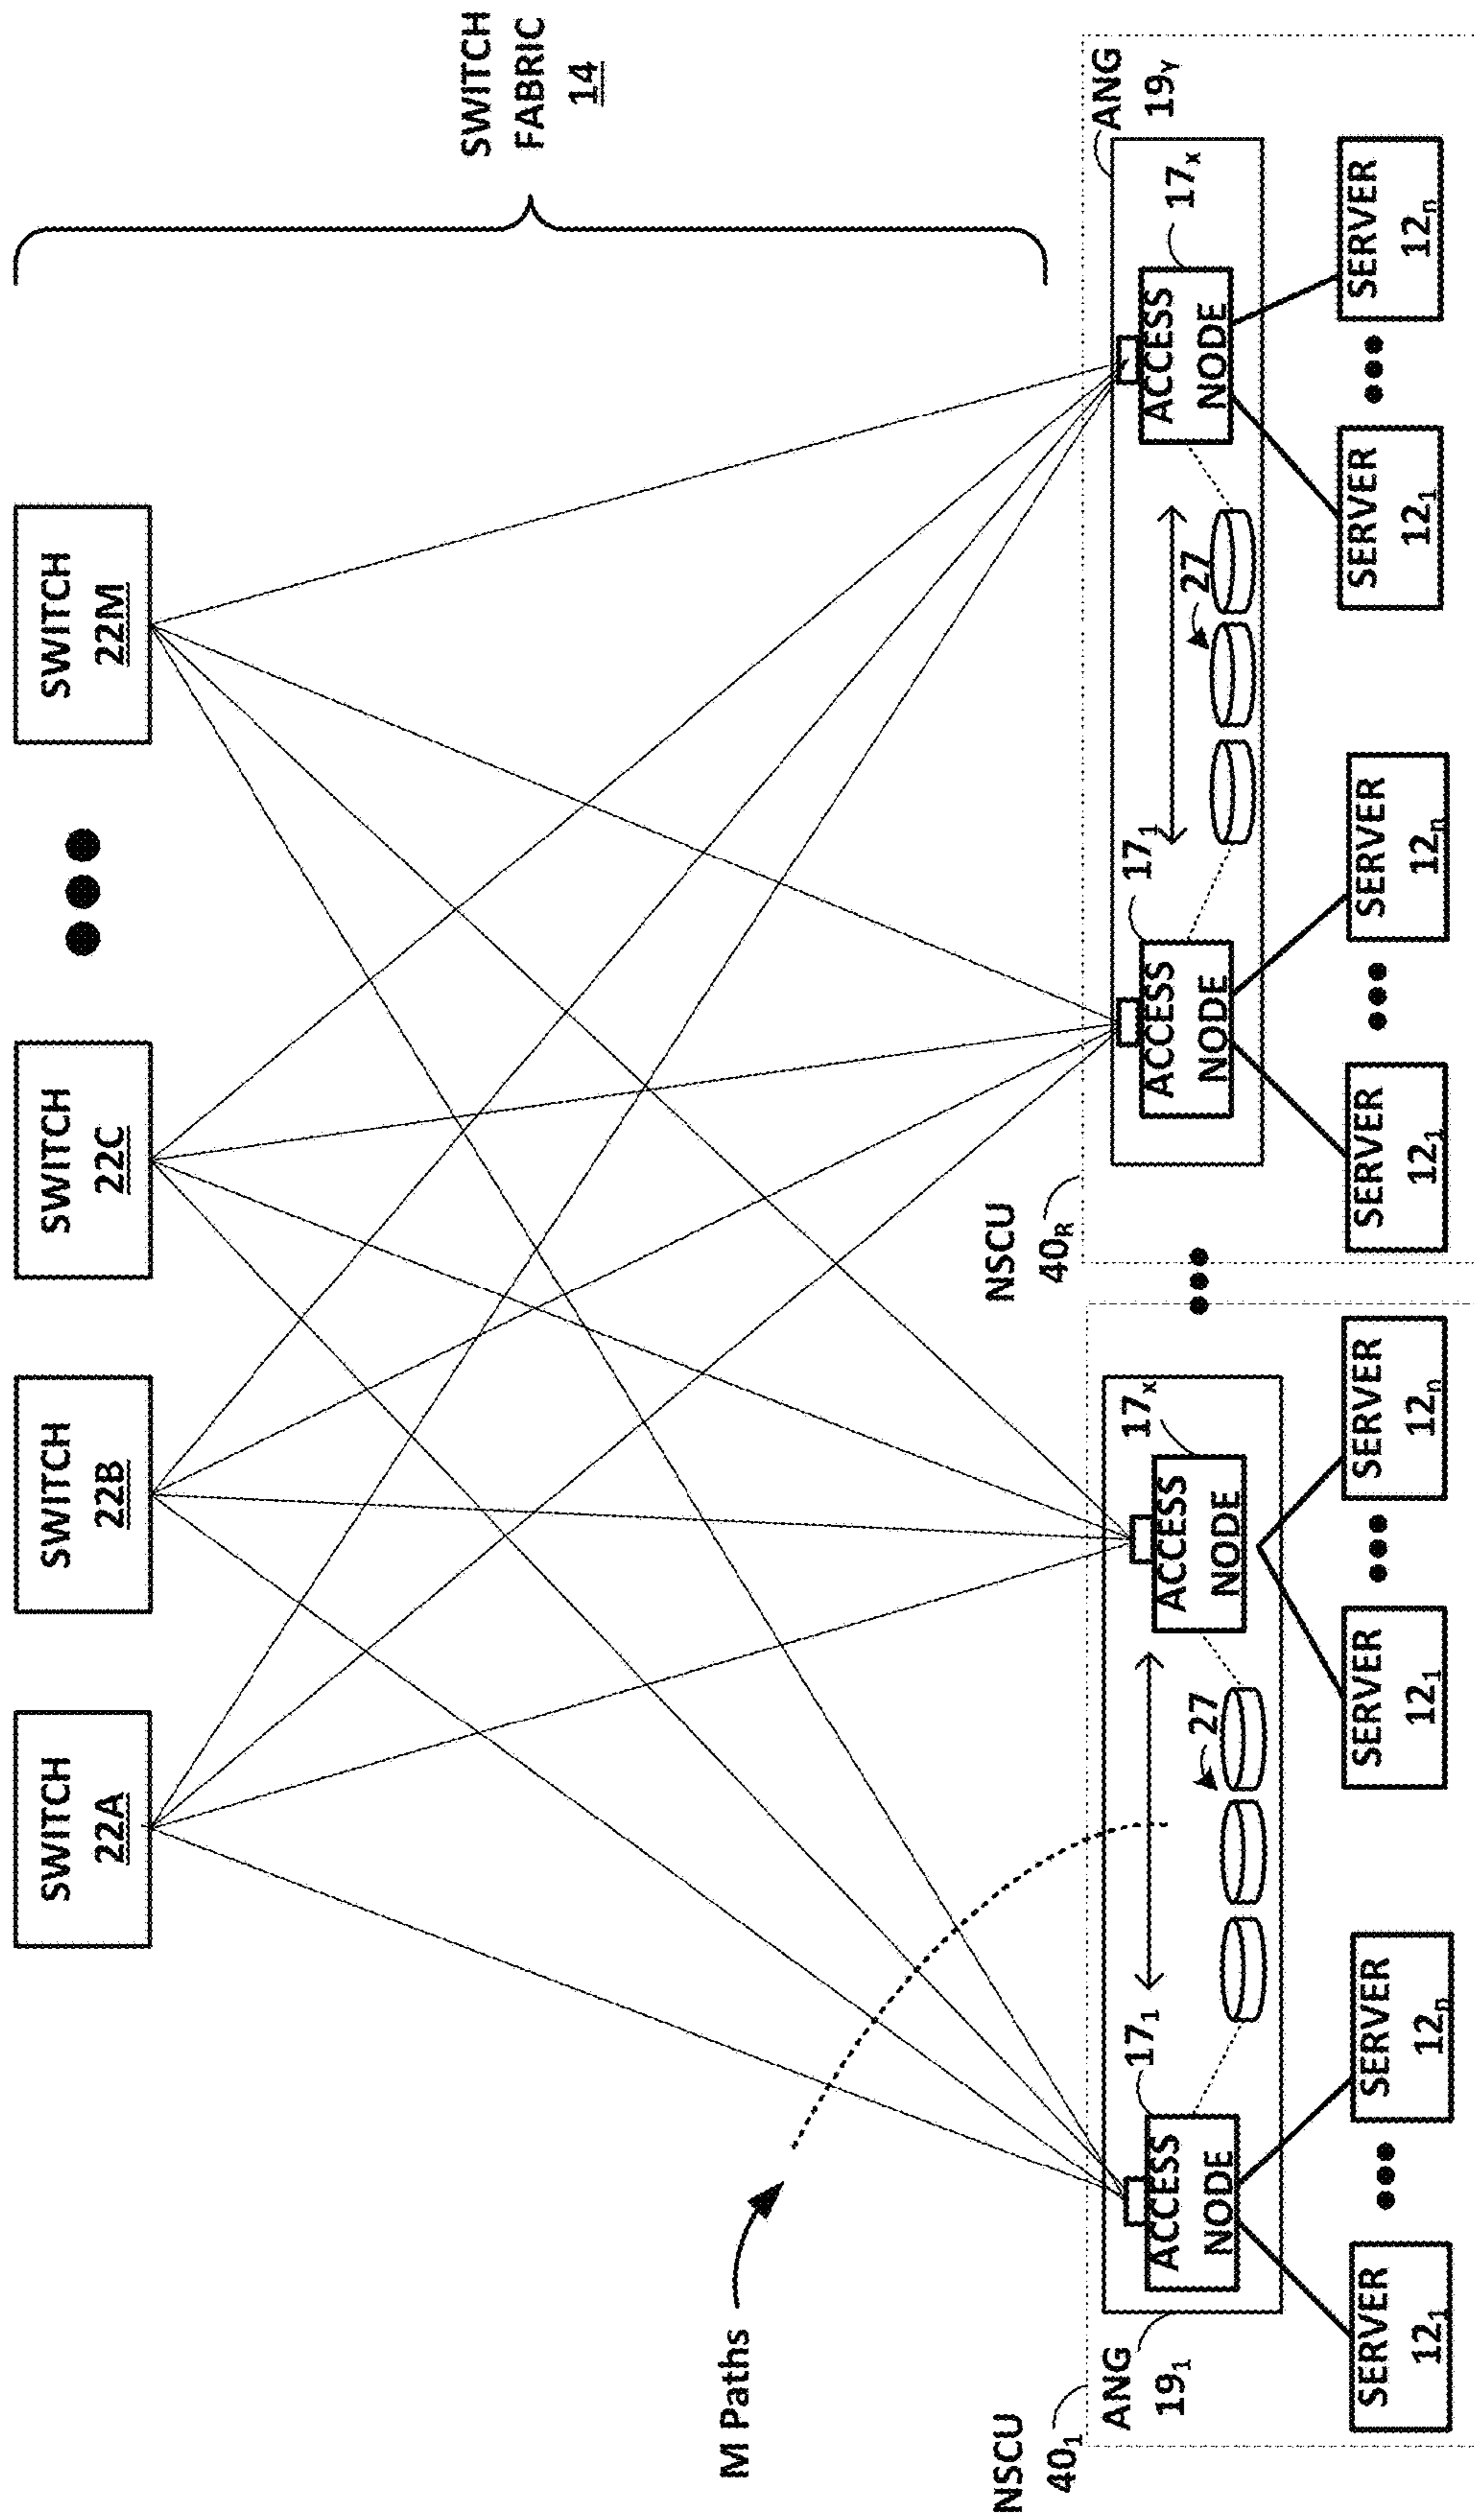 SWITCH
22A
SWITCH
22B
SWITCH
22C
SWITCH
22M
SWITCH
FABRIC
14
M Paths
NSCU
40₁
ANG
19₁
17₁
ACCESS
NODE
27
17ₓ
ACCESS
NODE
SERVER
12₁
SERVER
12ₙ
SERVER
12₁
SERVER
12ₙ
NSCU
40_R
ANG
19_Y
17₁
ACCESS
NODE
27
17ₓ
ACCESS
NODE
SERVER
12₁
SERVER
12ₙ
SERVER
12₁
SERVER
12ₙ